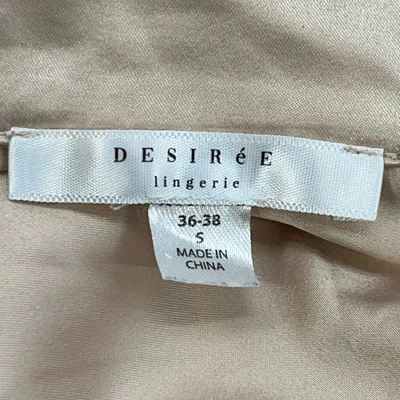 DESIRéE
lingerie
36-38
S
MADE IN
CHINA